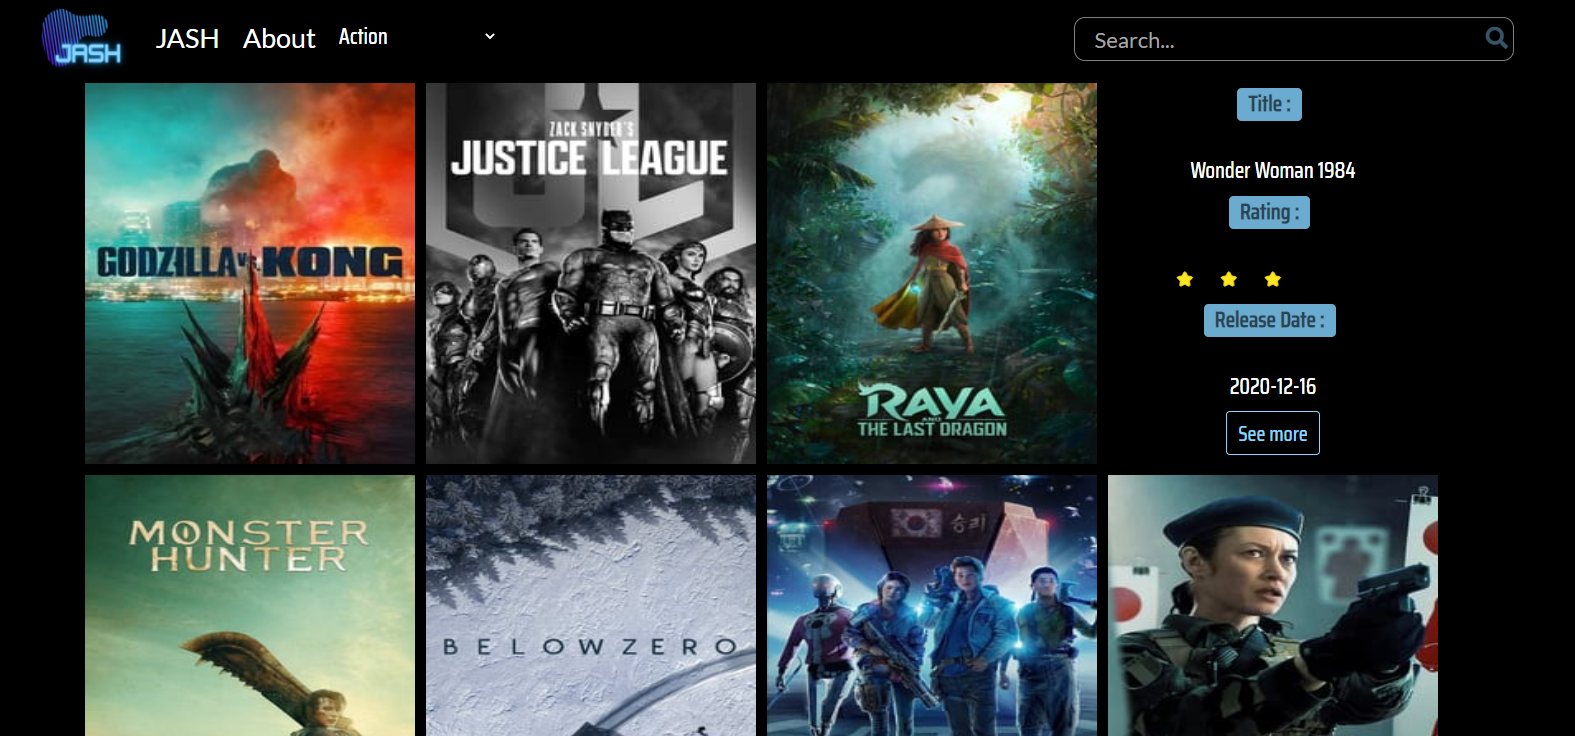 JASH
JASH
About
Action
Search...
GODZILLA vs. KONG
ZACK SNYDER'S
JUSTICE LEAGUE
RAYA
AND
THE LAST DRAGON
Title :
Wonder Woman 1984
Rating :
Release Date :
2020-12-16
See more
MONSTER
HUNTER
BELOW ZERO
승리